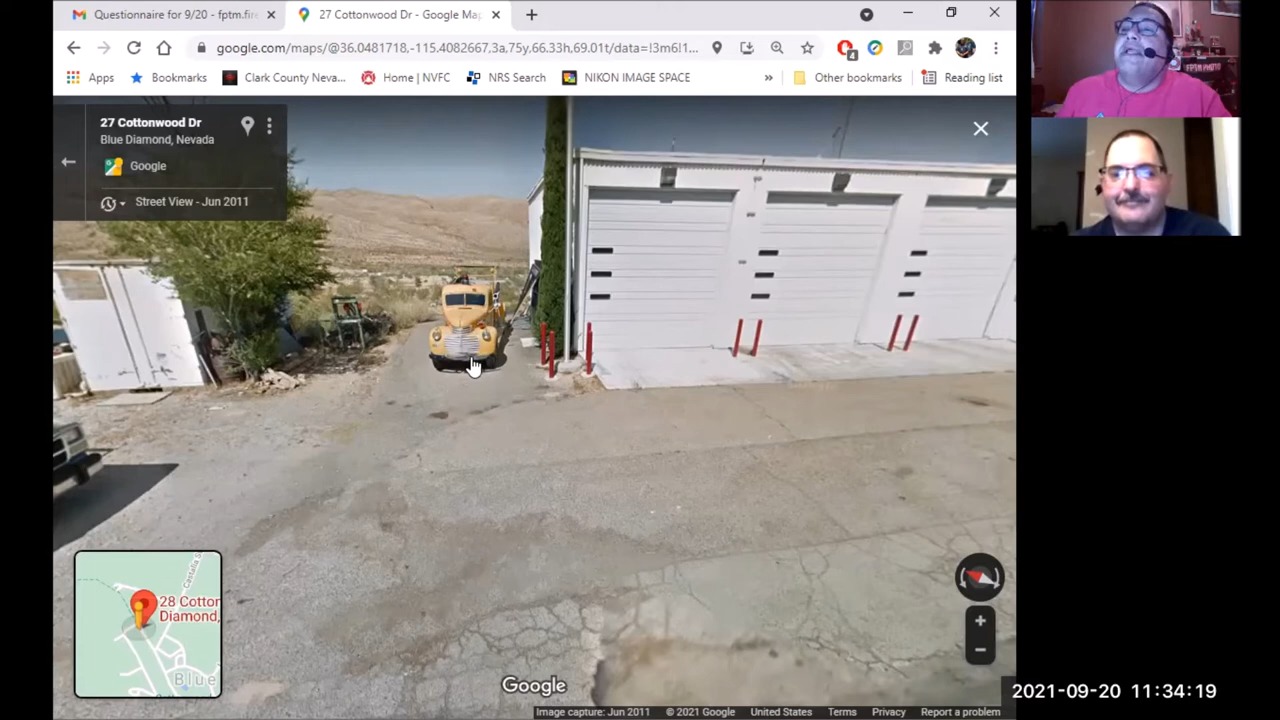 Questionnaire for 9/20 - fptm.fire
27 Cottonwood Dr - Google Map
google.com/maps/@36.0481718,-115.4082667,3a,75y,66.33h,69.01t/data=!3m6!1...
4
Apps
Bookmarks
Clark County Neva...
Home | NVFC
NRS Search
NIKON IMAGE SPACE
»
Other bookmarks
Reading list
27 Cottonwood Dr
Blue Diamond, Nevada
Google
Street View - Jun 2011
Castalia S
28 Cotton
Diamond,
Blue
Google
Image capture: Jun 2011 © 2021 Google United States Terms Privacy Report a problem
2021-09-20 11:34:19